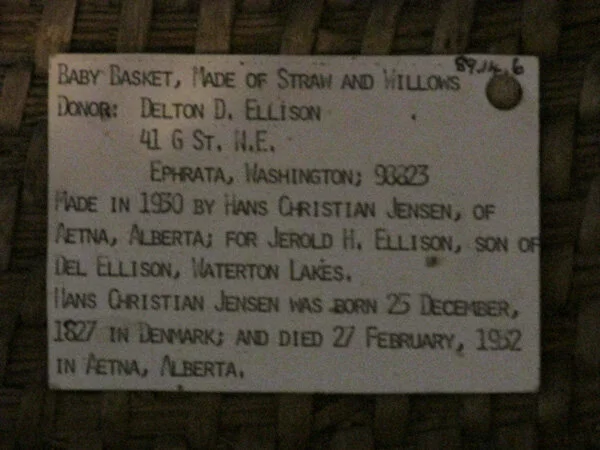 89.14.6
BABY BASKET, MADE OF STRAW AND WILLOWS
DONOR: DELTON D. ELLISON
41 G ST. N.E.
EPHRATA, WASHINGTON; 98823
MADE IN 1930 BY HANS CHRISTIAN JENSEN, OF
AETNA, ALBERTA; FOR JEROLD H. ELLISON, SON OF
DEL ELLISON, WATERTON LAKES.
HANS CHRISTIAN JENSEN WAS BORN 25 DECEMBER,
1827 IN DENMARK; AND DIED 27 FEBRUARY, 1932
IN AETNA, ALBERTA.